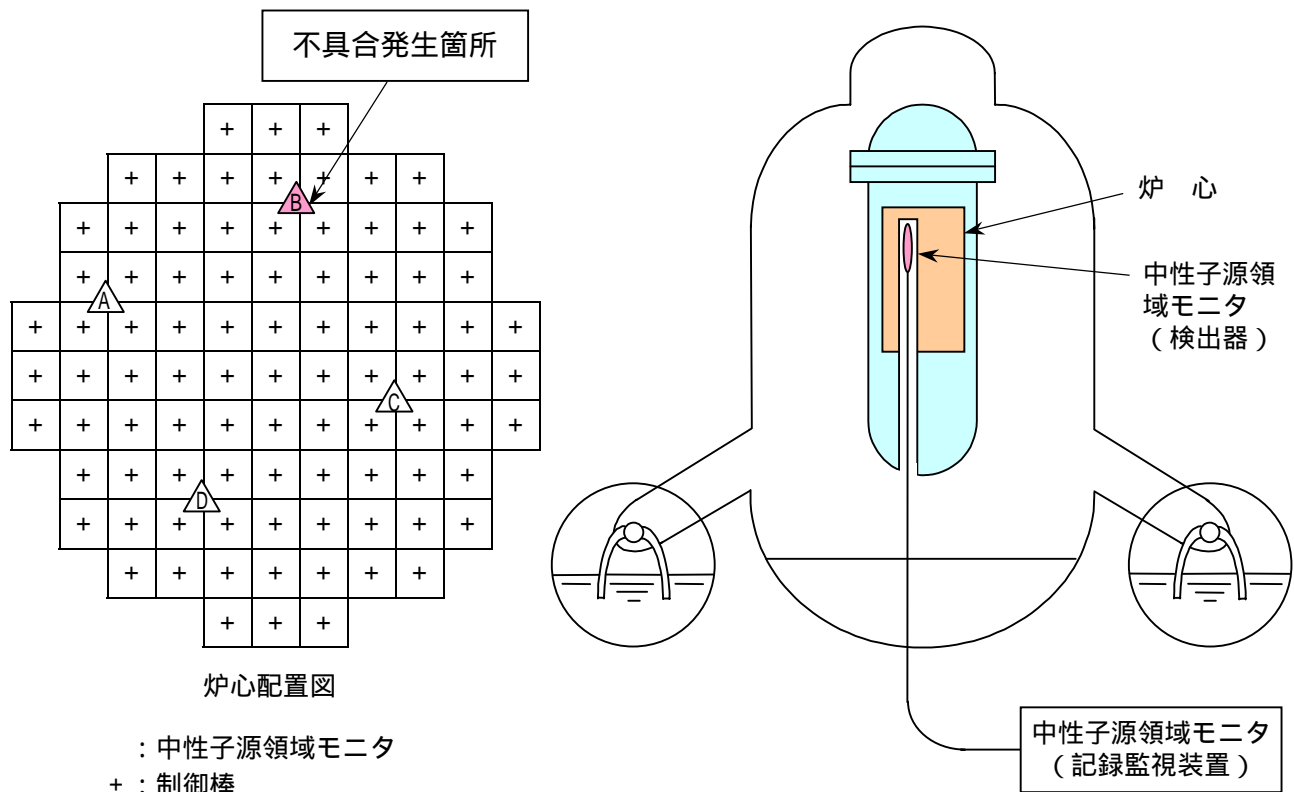 不具合発生箇所
B
A
C
D
炉心配置図
：中性子源領域モニタ
+ ：制御棒
炉　心
中性子源領
域モニタ
（検出器）
中性子源領域モニタ
（記録監視装置）